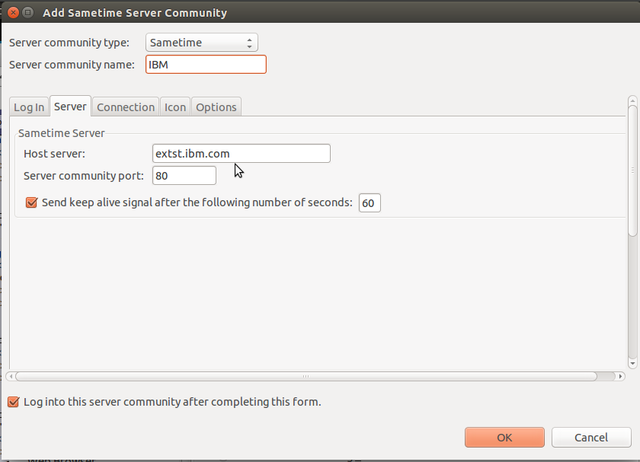 Add Sametime Server Community
Server community type: Sametime
Server community name: IBM
Log In Server Connection Icon Options
Sametime Server
Host server: extst.ibm.com
Server community port: 80
Send keep alive signal after the following number of seconds: 60
Log into this server community after completing this form.
OK Cancel